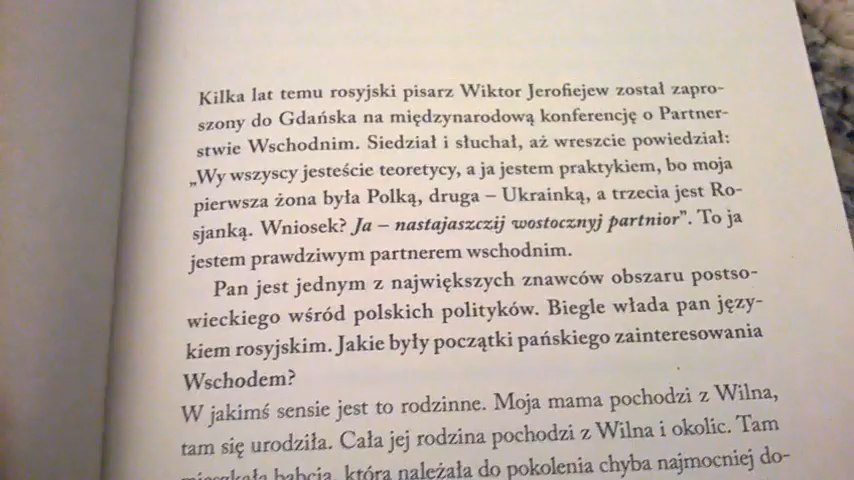 Kilka lat temu rosyjski pisarz Wiktor Jerofiejew został zapro-
szony do Gdańska na międzynarodową konferencję o Partner-
stwie Wschodnim. Siedział i słuchał, aż wreszcie powiedział:
„Wy wszyscy jesteście teoretycy, a ja jestem praktykiem, bo moja
pierwsza żona była Polką, druga – Ukrainką, a trzecia jest Ro-
sjanką. Wniosek? Ja – nastajaszczij wostocznyj partnior”. To ja
jestem prawdziwym partnerem wschodnim.
Pan jest jednym z największych znawców obszaru postso-
wieckiego wśród polskich polityków. Biegle włada pan języ-
kiem rosyjskim. Jakie były początki pańskiego zainteresowania
Wschodem?
W jakimś sensie jest to rodzinne. Moja mama pochodzi z Wilna,
tam się urodziła. Cała jej rodzina pochodzi z Wilna i okolic. Tam
mieszkała babcia, która należała do pokolenia chyba najmocniej do-